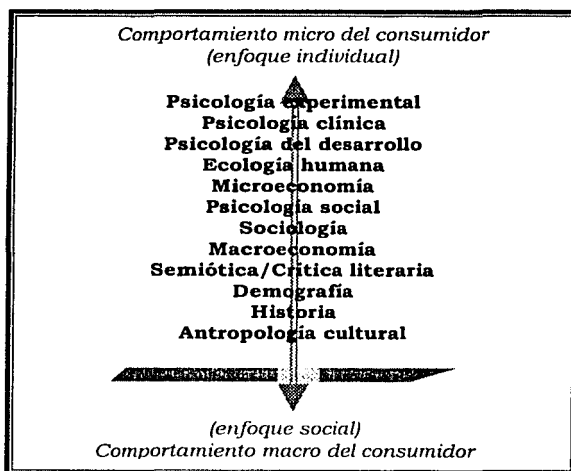 Comportamiento micro del consumidor
(enfoque individual)
Psicología experimental
Psicología clínica
Psicología del desarrollo
Ecología humana
Microeconomía
Psicología social
Sociología
Macroeconomía
Semiótica/Crítica literaria
Demografía
Historia
Antropología cultural
(enfoque social)
Comportamiento macro del consumidor